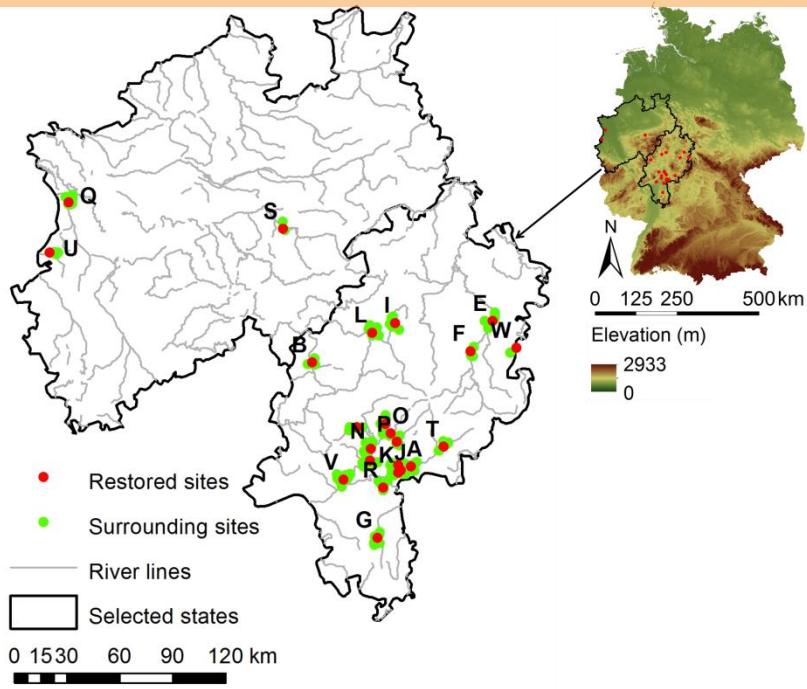 Q
U
S
B
L
I
E
W
F
N
P
O
K
J
A
T
V
R
G
Restored sites
Surrounding sites
River lines
Selected states
0 15 30 60 90 120 km
N
0 125 250 500 km
Elevation (m)
2933
0